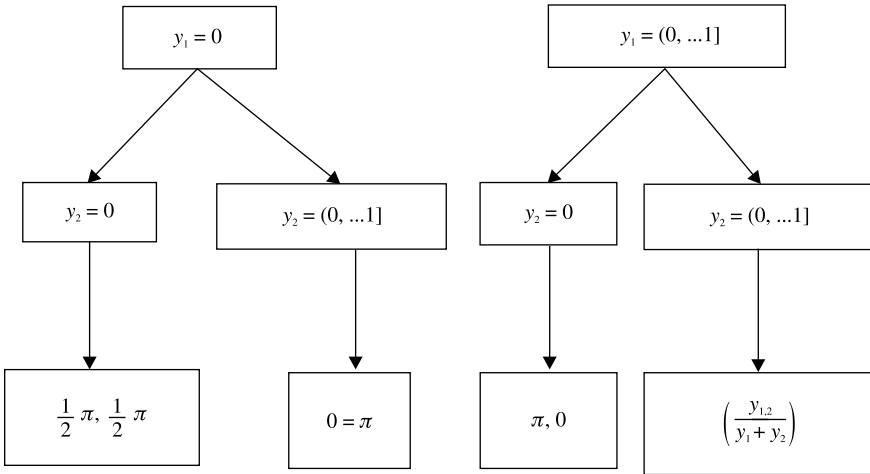 y₁ = 0
y₁ = (0, ...1]
y₂ = 0
y₂ = (0, ...1]
y₂ = 0
y₂ = (0, ...1]
1/2 π, 1/2 π
0 = π
π, 0
(y₁,₂ / y₁ + y₂)